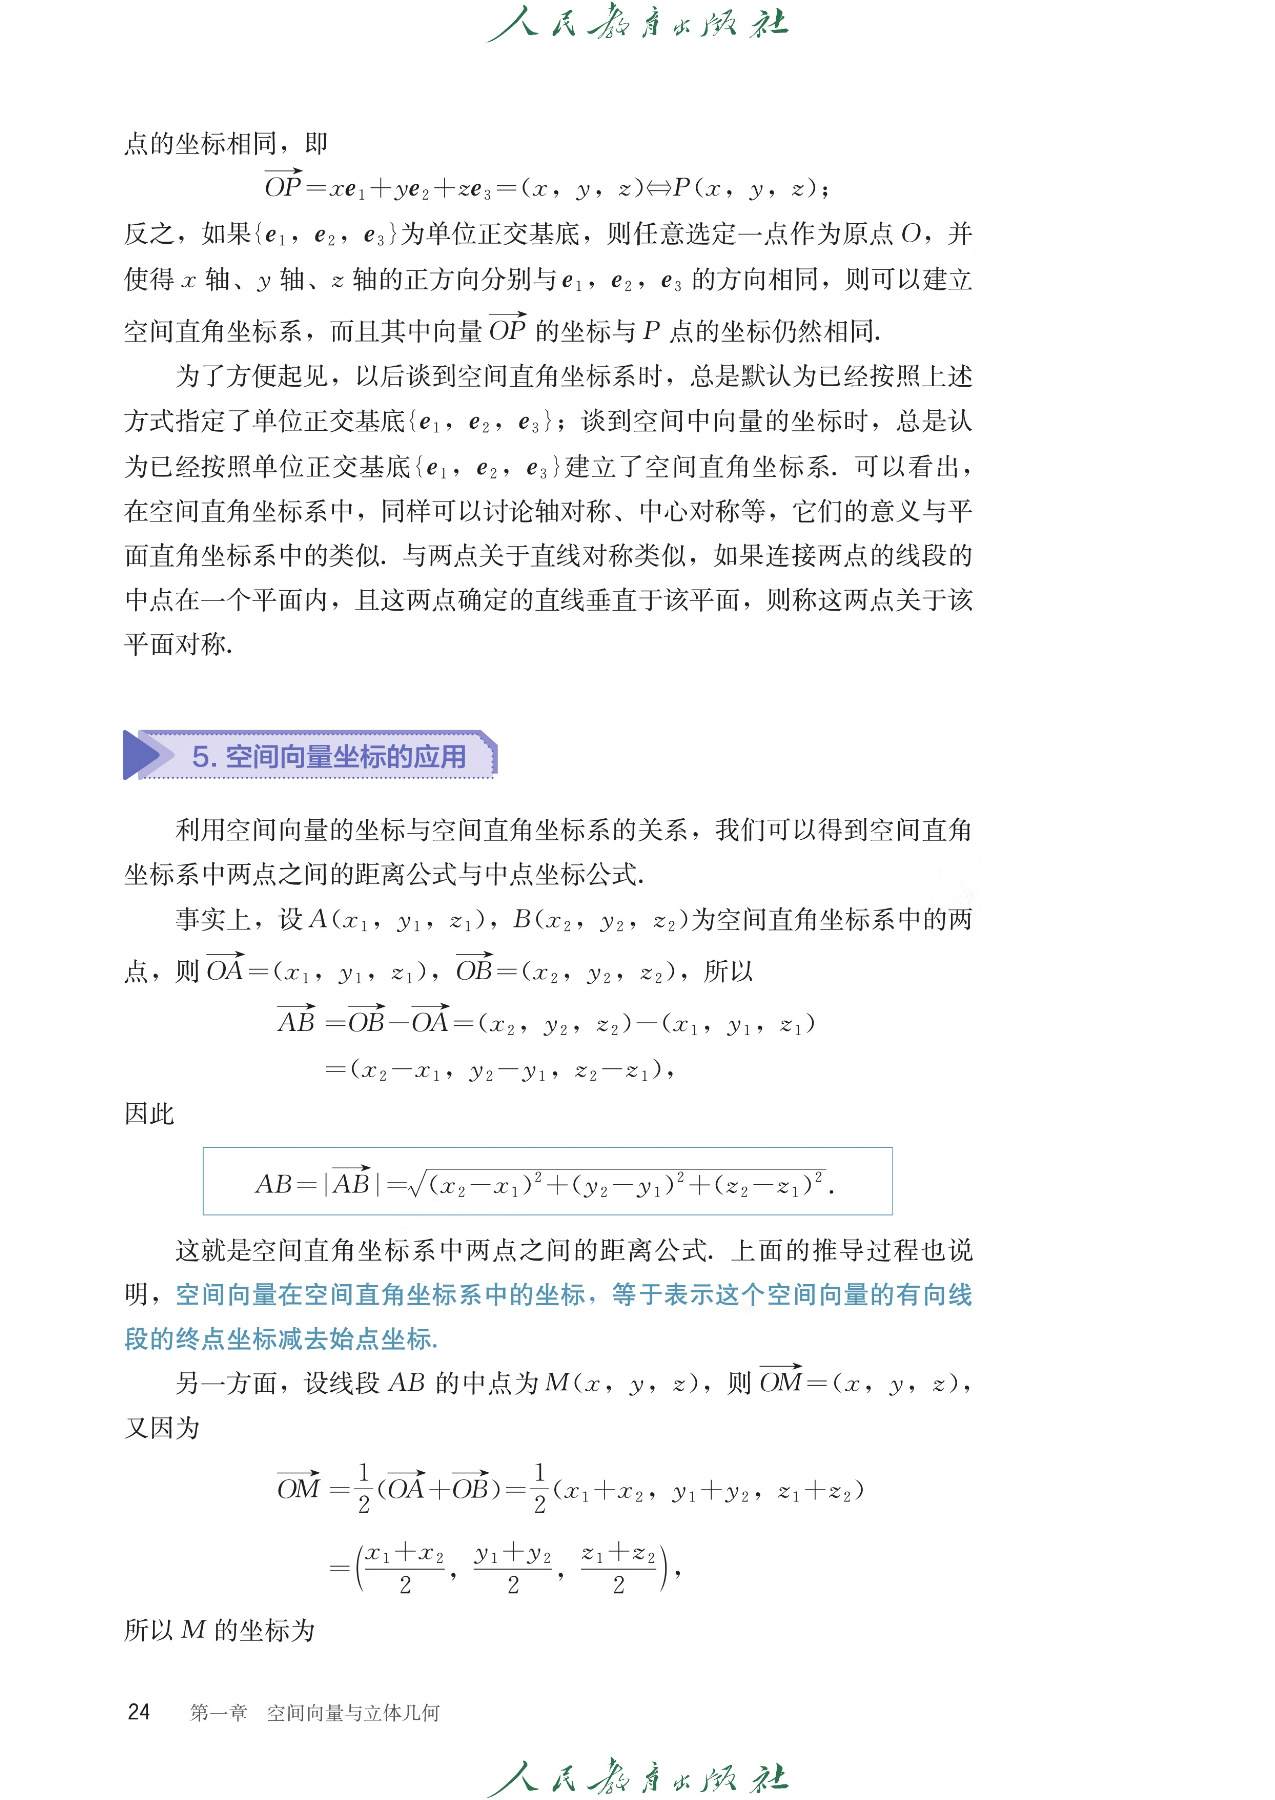 人民教育出版社
点的坐标相同，即
$\overrightarrow{OP}=x\boldsymbol{e}_1+y\boldsymbol{e}_2+z\boldsymbol{e}_3=(x, y, z)\Leftrightarrow P(x, y, z)$；
反之，如果{$\boldsymbol{e}_1$，$\boldsymbol{e}_2$，$\boldsymbol{e}_3$}为单位正交基底，则任意选定一点作为原点 O，并
使得 x 轴、y 轴、z 轴的正方向分别与 $\boldsymbol{e}_1$，$\boldsymbol{e}_2$，$\boldsymbol{e}_3$ 的方向相同，则可以建立
空间直角坐标系，而且其中向量 $\overrightarrow{OP}$ 的坐标与 P 点的坐标仍然相同.
为了方便起见，以后谈到空间直角坐标系时，总是默认为已经按照上述
方式指定了单位正交基底{$\boldsymbol{e}_1$，$\boldsymbol{e}_2$，$\boldsymbol{e}_3$}；谈到空间中向量的坐标时，总是认
为已经按照单位正交基底{$\boldsymbol{e}_1$，$\boldsymbol{e}_2$，$\boldsymbol{e}_3$}建立了空间直角坐标系. 可以看出，
在空间直角坐标系中，同样可以讨论轴对称、中心对称等，它们的意义与平
面直角坐标系中的类似. 与两点关于直线对称类似，如果连接两点的线段的
中点在一个平面内，且这两点确定的直线垂直于该平面，则称这两点关于该
平面对称.
5. 空间向量坐标的应用
利用空间向量的坐标与空间直角坐标系的关系，我们可以得到空间直角
坐标系中两点之间的距离公式与中点坐标公式.
事实上，设 $A(x_1, y_1, z_1)$，$B(x_2, y_2, z_2)$为空间直角坐标系中的两
点，则 $\overrightarrow{OA}=(x_1, y_1, z_1)$，$\overrightarrow{OB}=(x_2, y_2, z_2)$，所以
$\overrightarrow{AB}=\overrightarrow{OB}-\overrightarrow{OA}=(x_2, y_2, z_2)-(x_1, y_1, z_1)$
$=(x_2-x_1, y_2-y_1, z_2-z_1)$，
因此
$AB=|\overrightarrow{AB}|=\sqrt{(x_2-x_1)^2+(y_2-y_1)^2+(z_2-z_1)^2}$.
这就是空间直角坐标系中两点之间的距离公式. 上面的推导过程也说
明，空间向量在空间直角坐标系中的坐标，等于表示这个空间向量的有向线
段的终点坐标减去始点坐标.
另一方面，设线段 AB 的中点为 $M(x, y, z)$，则 $\overrightarrow{OM}=(x, y, z)$，
又因为
$\overrightarrow{OM}=\frac{1}{2}(\overrightarrow{OA}+\overrightarrow{OB})=\frac{1}{2}(x_1+x_2, y_1+y_2, z_1+z_2)$
$=\left(\frac{x_1+x_2}{2}, \frac{y_1+y_2}{2}, \frac{z_1+z_2}{2}\right)$，
所以 M 的坐标为
24 第一章 空间向量与立体几何
人民教育出版社